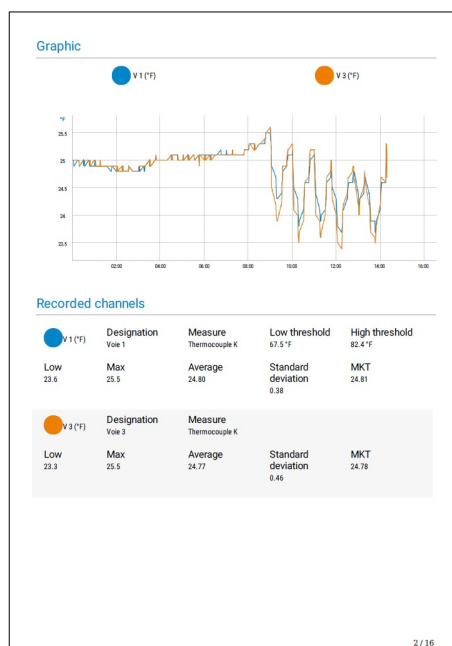 Graphic
V 1 (°F) V 3 (°F)
°F
25.5
25
24.5
24
23.5
02:00 04:00 06:00 08:00 10:00 12:00 14:00 16:00
Recorded channels
V 1 (°F) Designation Measure Low threshold High threshold
Voie 1 Thermocouple K 67.5 °F 82.4 °F
Low Max Average Standard deviation MKT
23.6 25.5 24.80 0.38 24.81
V 3 (°F) Designation Measure
Voie 3 Thermocouple K
Low Max Average Standard deviation MKT
23.3 25.5 24.77 0.46 24.78
2 / 16